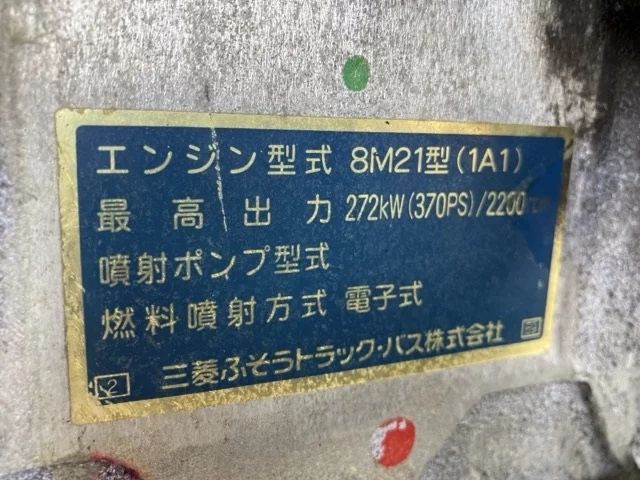 エンジン型式 8M21型(1A1)
最高出力 272kW(370PS)/2200
噴射ポンプ型式
燃料噴射方式 電子式
三菱ふそうトラック・バス株式会社